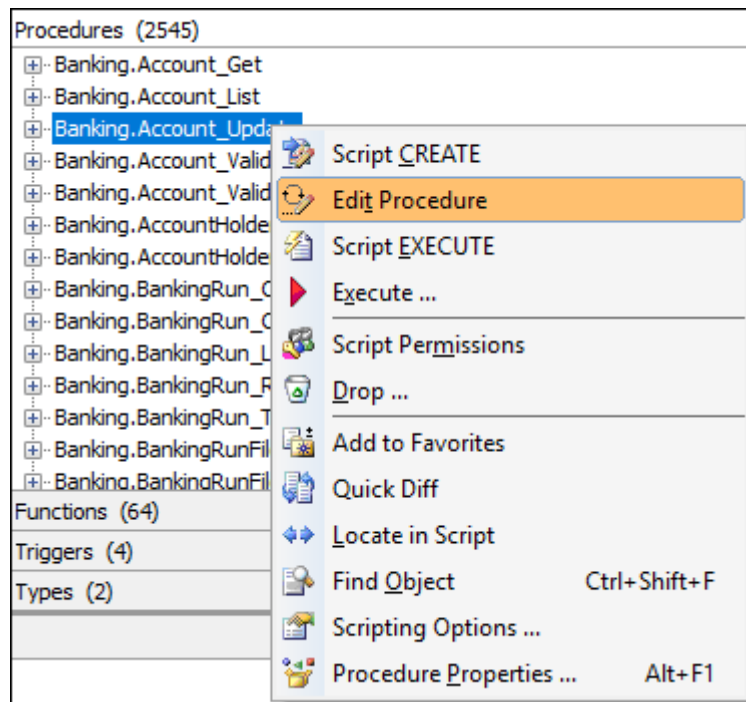 Procedures (2545)
Banking.Account_Get
Banking.Account_List
Banking.Account_Updat
Banking.Account_Valid
Banking.Account_Valid
Banking.AccountHolde
Banking.AccountHolde
Banking.BankingRun_C
Banking.BankingRun_C
Banking.BankingRun_L
Banking.BankingRun_R
Banking.BankingRun_T
Banking.BankingRunFil
Banking.BankingRunFil
Functions (64)
Triggers (4)
Types (2)
Script CREATE
Edit Procedure
Script EXECUTE
Execute ...
Script Permissions
Drop ...
Add to Favorites
Quick Diff
Locate in Script
Find Object Ctrl+Shift+F
Scripting Options ...
Procedure Properties ... Alt+F1